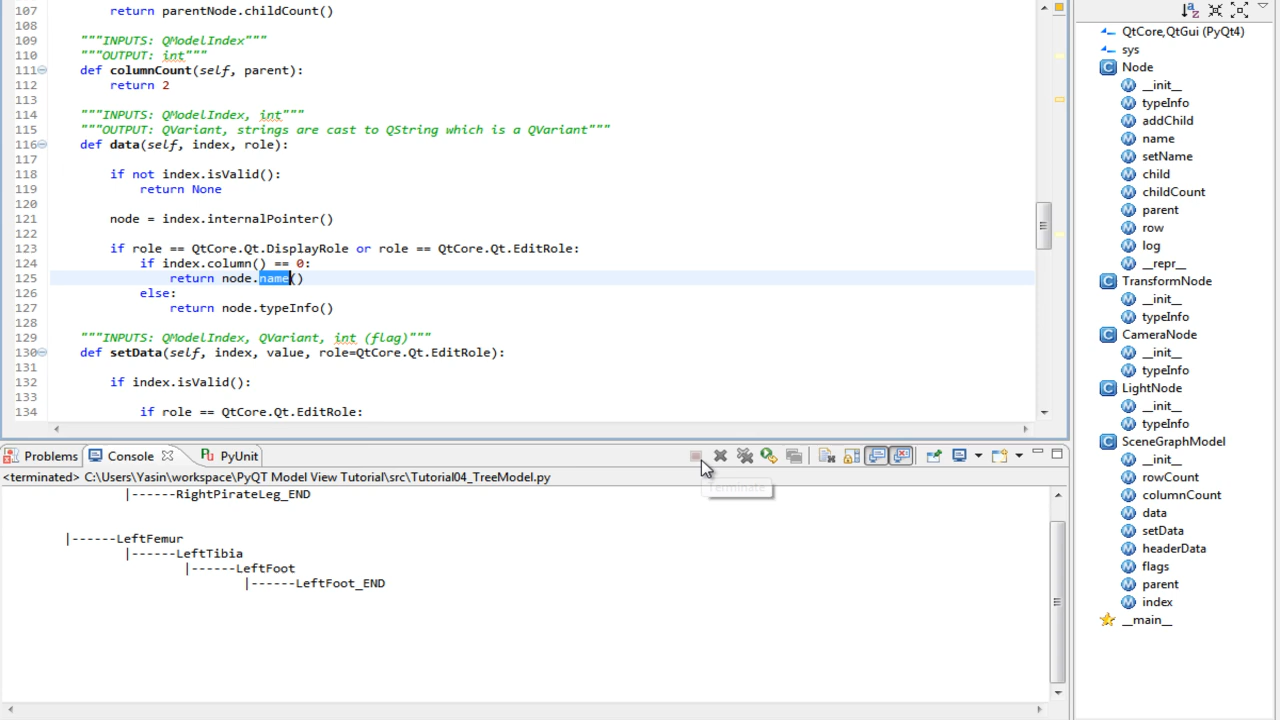 107 return parentNode.childCount()
108
109 """INPUTS: QModelIndex"""
110 """OUTPUT: int"""
111 def columnCount(self, parent):
112 return 2
113
114 """INPUTS: QModelIndex, int"""
115 """OUTPUT: QVariant, strings are cast to QString which is a QVariant"""
116 def data(self, index, role):
117
118 if not index.isValid():
119 return None
120
121 node = index.internalPointer()
122
123 if role == QtCore.Qt.DisplayRole or role == QtCore.Qt.EditRole:
124 if index.column() == 0:
125 return node.name()
126 else:
127 return node.typeInfo()
128
129 """INPUTS: QModelIndex, QVariant, int (flag)"""
130 def setData(self, index, value, role=QtCore.Qt.EditRole):
131
132 if index.isValid():
133
134 if role == QtCore.Qt.EditRole:
QtCore,QtGui (PyQt4)
sys
Node
__init__
typeInfo
addChild
name
setName
child
childCount
parent
row
log
__repr__
TransformNode
__init__
typeInfo
CameraNode
__init__
typeInfo
LightNode
__init__
typeInfo
SceneGraphModel
__init__
rowCount
columnCount
data
setData
headerData
flags
parent
index
__main__
Problems Console PyUnit
<terminated> C:\Users\Yasin\workspace\PyQT Model View Tutorial\src\Tutorial04_TreeModel.py
Terminate
|------RightPirateLeg_END
|------LeftFemur
|------LeftTibia
|------LeftFoot
|------LeftFoot_END